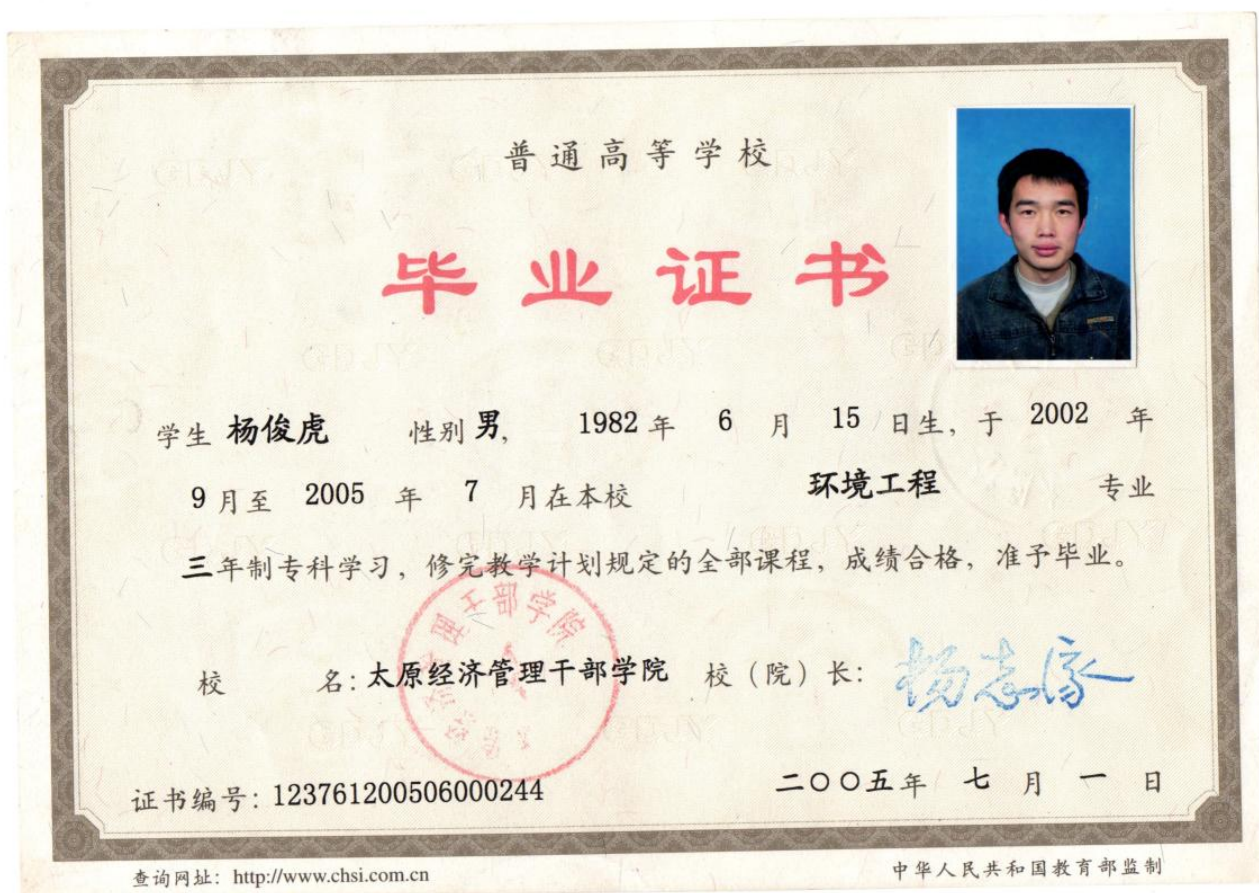 普通高等学校
毕业证书
学生 杨俊虎 性别 男, 1982 年 6 月 15 日生, 于 2002 年
9 月至 2005 年 7 月在本校 环境工程 专业
三年制专科学习, 修完教学计划规定的全部课程, 成绩合格, 准予毕业。
校 名: 太原经济管理干部学院 校 (院) 长:
证书编号: 123761200506000244 二〇〇五年 七 月 一 日
查询网址: http://www.chsi.com.cn 中华人民共和国教育部监制